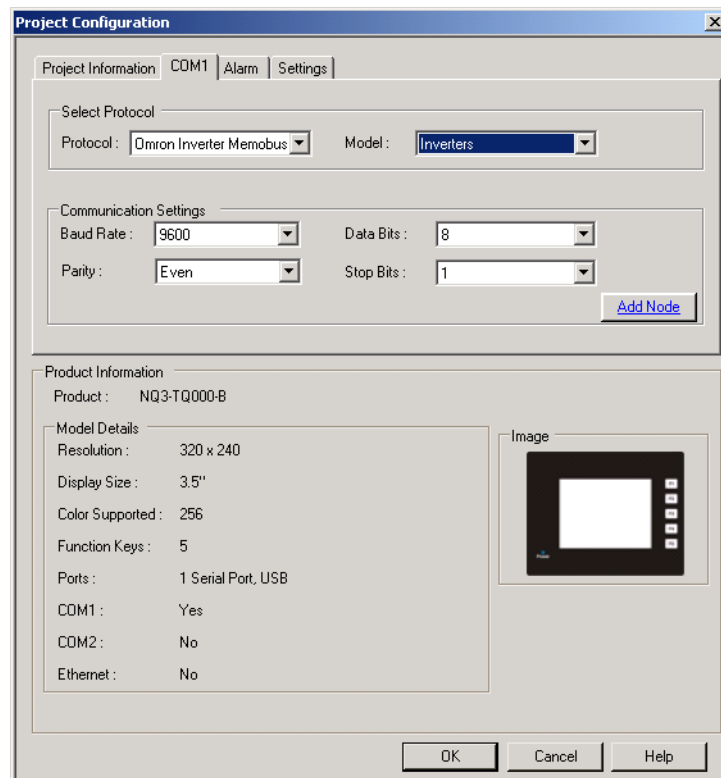 Project Configuration
Project Information COM1 Alarm Settings
Select Protocol
Protocol : Omron Inverter Memobus Model : Inverters
Communication Settings
Baud Rate : 9600 Data Bits : 8
Parity : Even Stop Bits : 1
Add Node
Product Information
Product : NQ3-TQ000-B
Model Details
Resolution : 320 x 240
Display Size : 3.5"
Color Supported : 256
Function Keys : 5
Ports : 1 Serial Port, USB
COM1 : Yes
COM2 : No
Ethernet : No
Image
OK Cancel Help